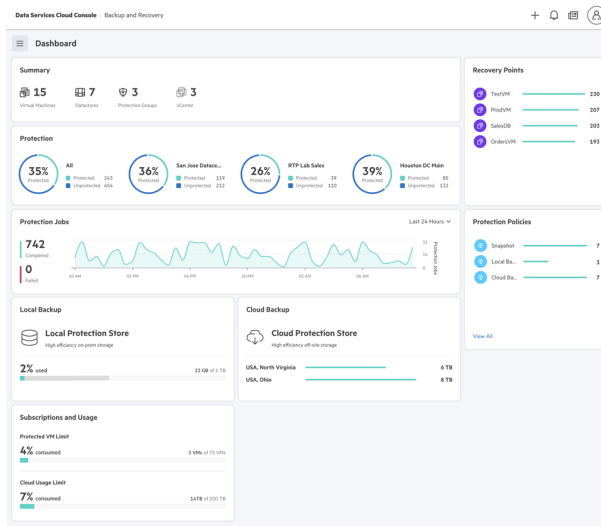 Data Services Cloud Console | Backup and Recovery
Dashboard
Summary
15
Virtual Machines
7
Datastores
3
Protection Groups
3
vCenter
Protection
35%
Protected
All
Protected 243
Unprotected 454
36%
Protected
San Jose Datace...
Protected 119
Unprotected 212
26%
Protected
RTP Lab Sales
Protected 39
Unprotected 110
39%
Protected
Houston DC Main
Protected 85
Unprotected 132
Protection Jobs
Last 24 Hours
742
Completed
0
Failed
10 AM 02 PM 06 PM 10 PM 02 AM 06 AM
Protection Jobs
Local Backup
Local Protection Store
High efficiency on-prem storage
2% used
22 GB of 1 TB
Cloud Backup
Cloud Protection Store
High efficiency off-site storage
USA, North Virginia 6 TB
USA, Ohio 8 TB
Subscriptions and Usage
Protected VM Limit
4% consumed
3 VMs of 75 VMs
Cloud Usage Limit
7% consumed
14TB of 200 TB
Recovery Points
TestVM 230
ProdVM 207
SalesDB 203
OrdersVM 193
Protection Policies
Snapshot 7
Local Ba... 3
Cloud Ba... 7
View All